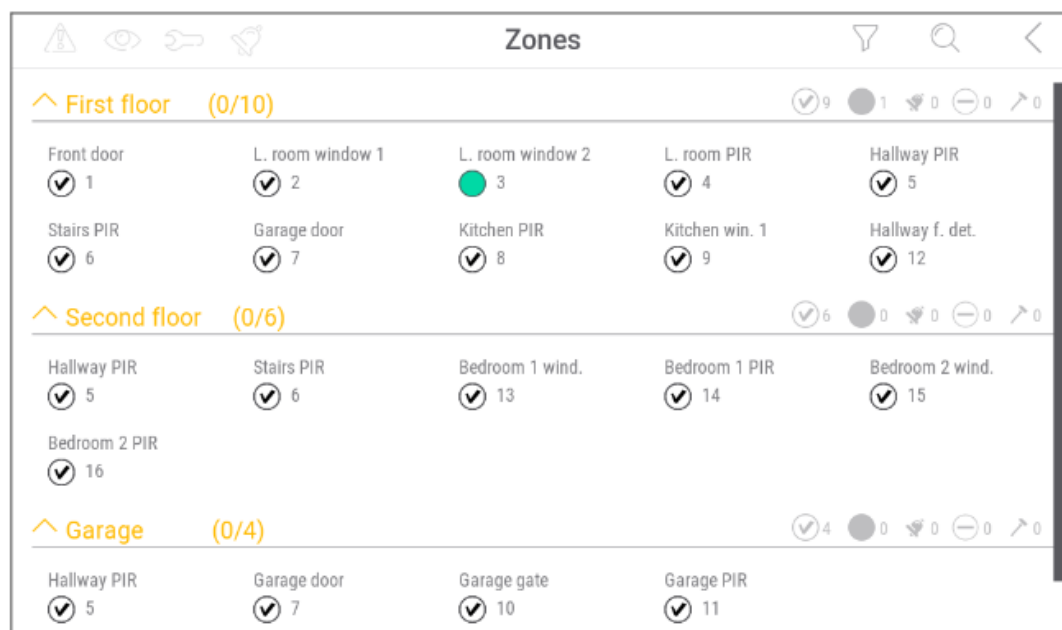 Zones
First floor (0/10) 9 1 0 0 0
Front door L. room window 1 L. room window 2 L. room PIR Hallway PIR
1 2 3 4 5
Stairs PIR Garage door Kitchen PIR Kitchen win. 1 Hallway f. det.
6 7 8 9 12
Second floor (0/6) 6 0 0 0 0
Hallway PIR Stairs PIR Bedroom 1 wind. Bedroom 1 PIR Bedroom 2 wind.
5 6 13 14 15
Bedroom 2 PIR
16
Garage (0/4) 4 0 0 0 0
Hallway PIR Garage door Garage gate Garage PIR
5 7 10 11